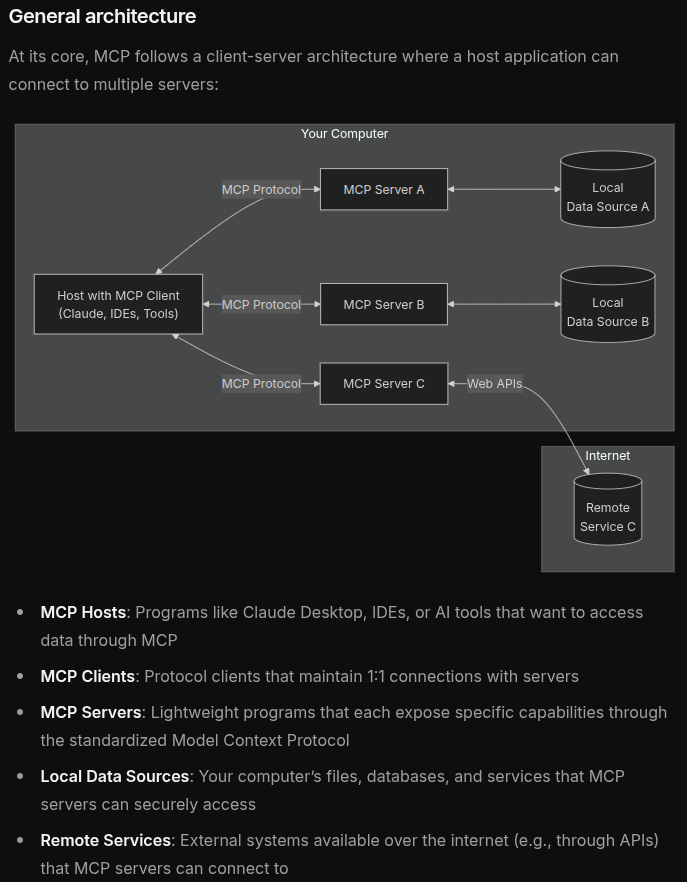 General architecture
At its core, MCP follows a client-server architecture where a host application can
connect to multiple servers:
Your Computer
MCP Protocol
MCP Server A
Local
Data Source A
Host with MCP Client
(Claude, IDEs, Tools)
MCP Protocol
MCP Server B
Local
Data Source B
MCP Protocol
MCP Server C
Web APIs
Internet
Remote
Service C
• MCP Hosts: Programs like Claude Desktop, IDEs, or AI tools that want to access
data through MCP
• MCP Clients: Protocol clients that maintain 1:1 connections with servers
• MCP Servers: Lightweight programs that each expose specific capabilities through
the standardized Model Context Protocol
• Local Data Sources: Your computer’s files, databases, and services that MCP
servers can securely access
• Remote Services: External systems available over the internet (e.g., through APIs)
that MCP servers can connect to